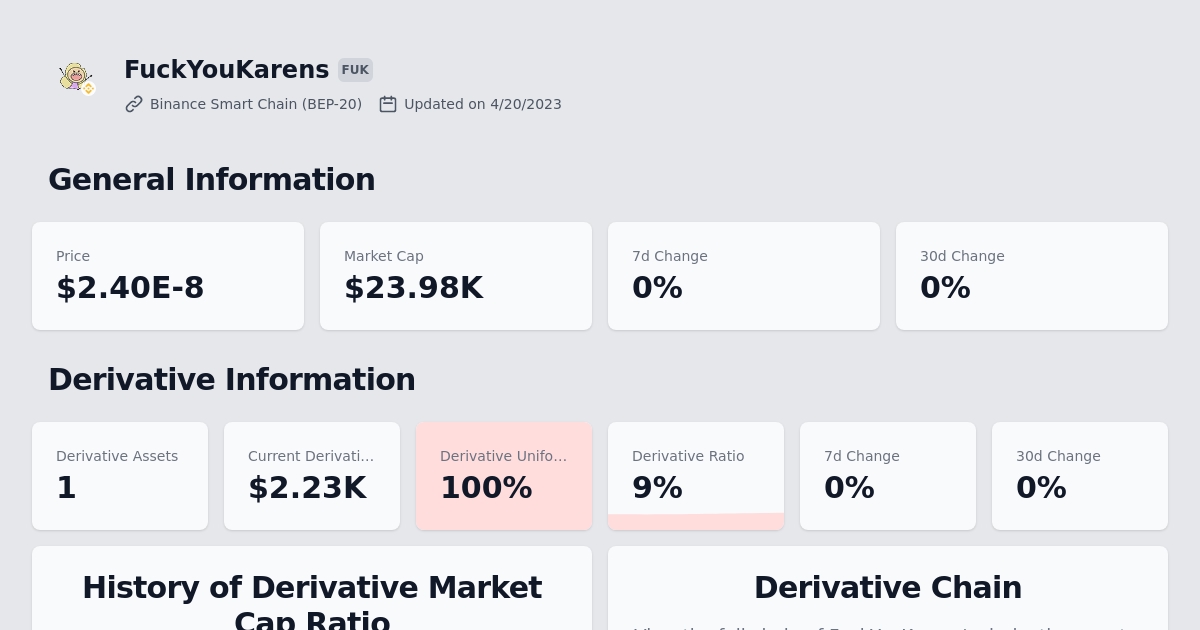 FuckYouKarens FUK
Binance Smart Chain (BEP-20) Updated on 4/20/2023
General Information
Price Market Cap 7d Change 30d Change
$2.40E-8 $23.98K 0% 0%
Derivative Information
Derivative Assets Current Derivati... Derivative Unifo... Derivative Ratio 7d Change 30d Change
1 $2.23K 100% 9% 0% 0%
History of Derivative Market Derivative Chain
Cap Ratio